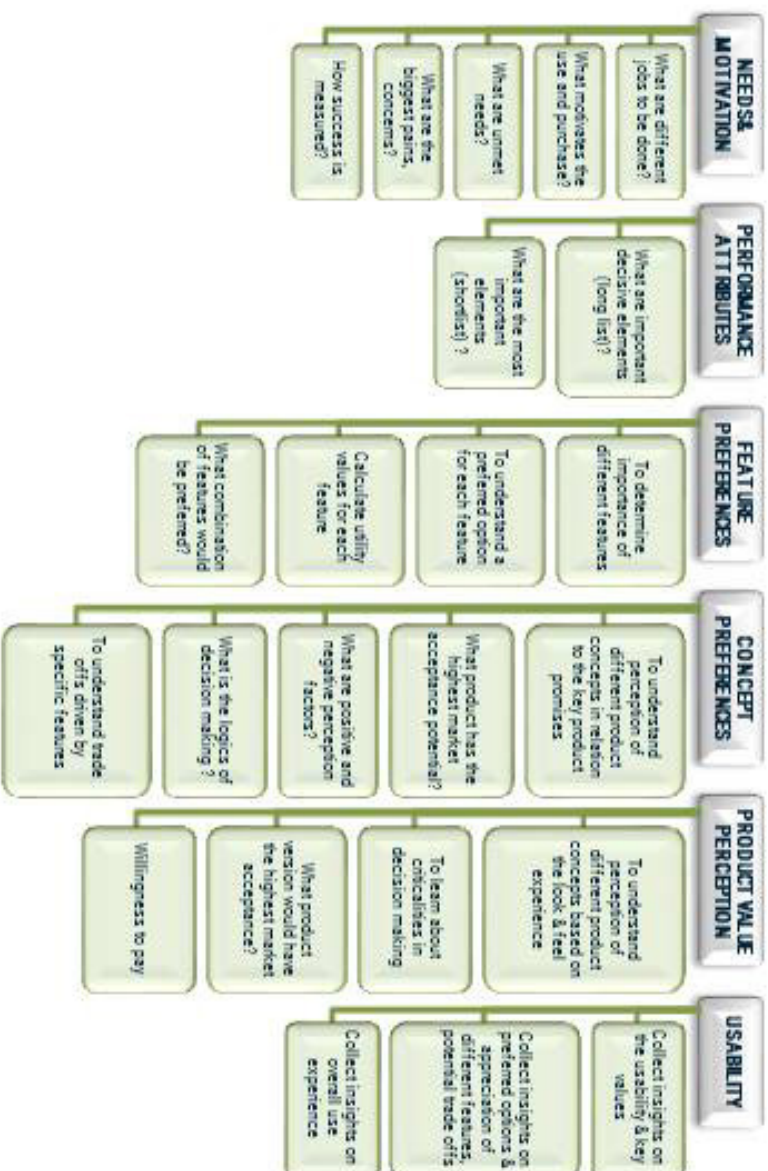 NEEDS&
MOTIVATION
What are different
jobs to be done?
What motivates the
use and purchase?
What are unmet
needs?
What are the
biggest pains,
concerns?
How success is
measured?
PERFORMANCE
ATTRIBUTES
What are important
decisive elements
(long list)?
What are the most
important
elements
(shortlist) ?
FEATURE
PREFERENCES
To determine
importance of
different features
To understand a
preferred option
for each feature
Calculate utility
values for each
feature
What combination
of features would
be preferred?
CONCEPT
PREFERENCES
To understand
perception of
different product
concepts in relation
to the key product
promises
What product has the
highest market
acceptance potential?
What are positive and
negative perception
factors?
What is the logics of
decision making ?
To understand trade
offs driven by
specific features
PRODUCT VALUE
PERCEPTION
To understand
perception of
different product
concepts based on
the look & feel
experience
To learn about
criticalities in
decision making
What product
version would have
the highest market
acceptance?
Willingness to pay
USABILITY
Collect insights on
the usability & key
values
Collect insights on
preferred options &
appreciation of
different features,
potential trade offs
Collect insights on
overall use
experience